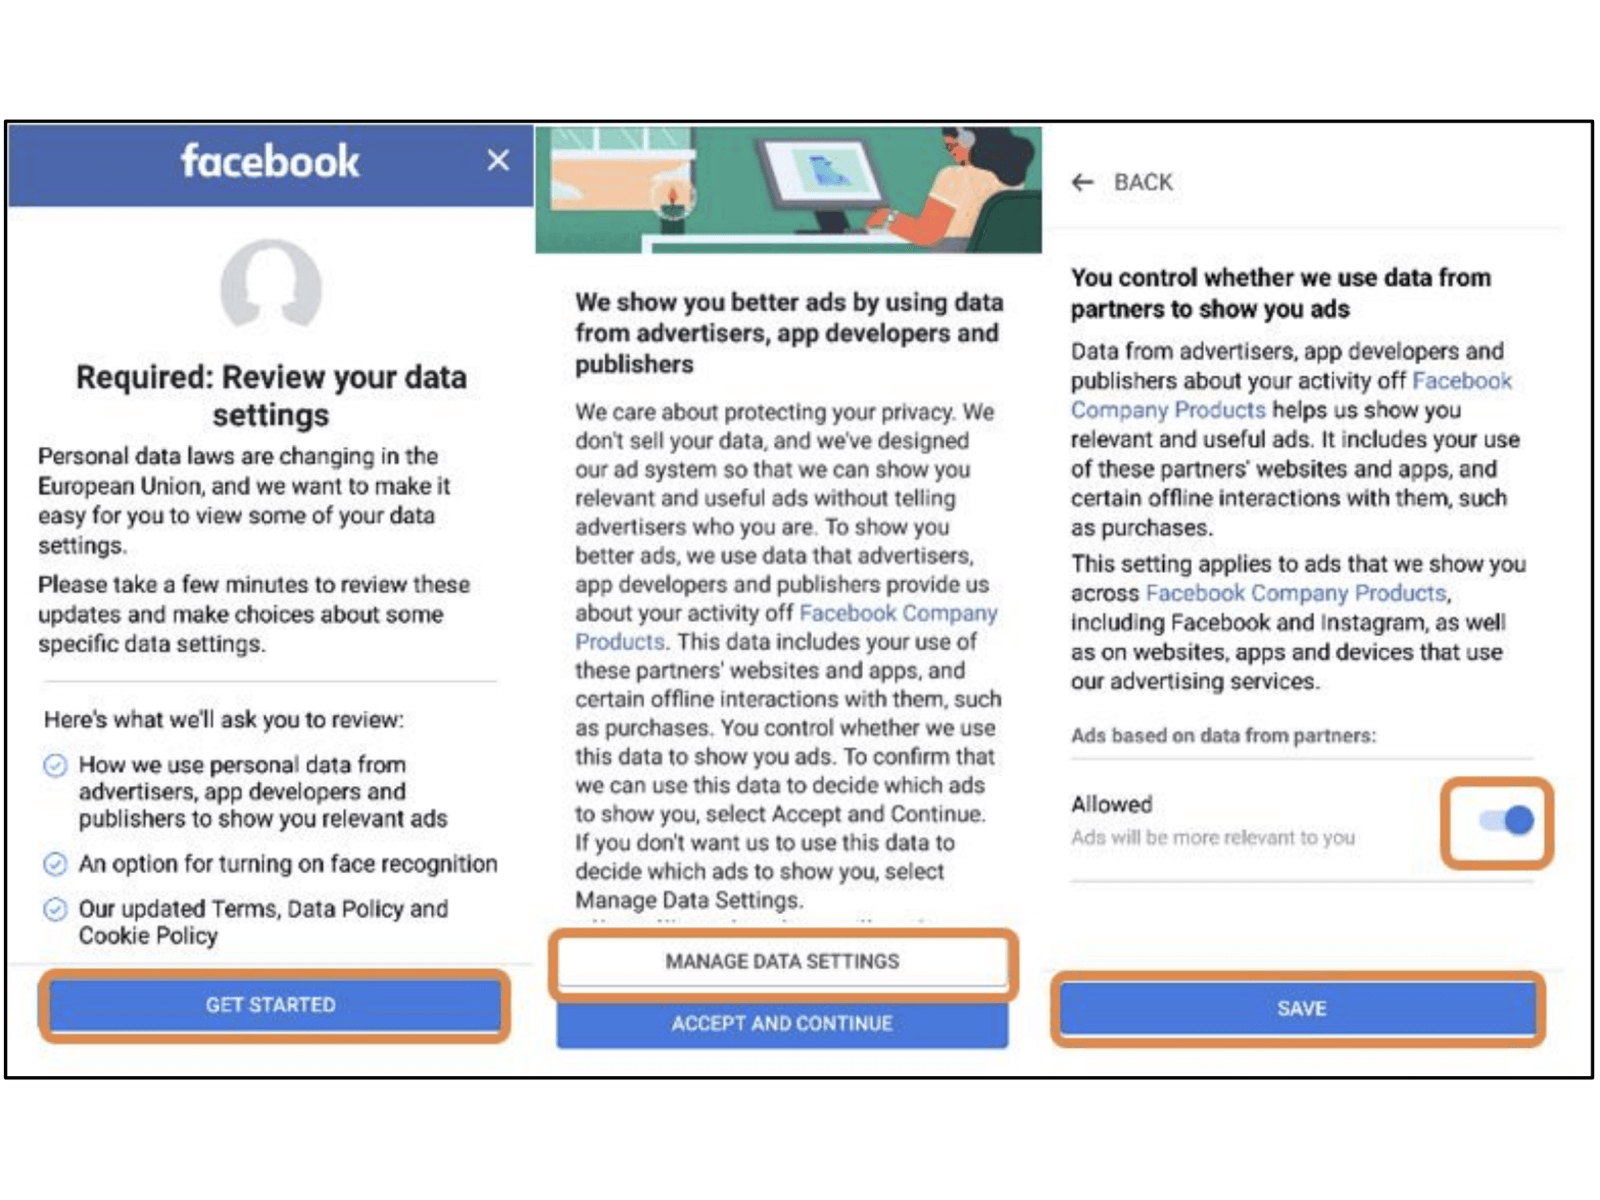 facebook
Required: Review your data
settings
Personal data laws are changing in the
European Union, and we want to make it
easy for you to view some of your data
settings.
Please take a few minutes to review these
updates and make choices about some
specific data settings.
Here's what we'll ask you to review:
How we use personal data from
advertisers, app developers and
publishers to show you relevant ads
An option for turning on face recognition
Our updated Terms, Data Policy and
Cookie Policy
GET STARTED
We show you better ads by using data
from advertisers, app developers and
publishers
We care about protecting your privacy. We
don't sell your data, and we've designed
our ad system so that we can show you
relevant and useful ads without telling
advertisers who you are. To show you
better ads, we use data that advertisers,
app developers and publishers provide us
about your activity off Facebook Company
Products. This data includes your use of
these partners' websites and apps, and
certain offline interactions with them, such
as purchases. You control whether we use
this data to show you ads. To confirm that
we can use this data to decide which ads
to show you, select Accept and Continue.
If you don't want us to use this data to
decide which ads to show you, select
Manage Data Settings.
MANAGE DATA SETTINGS
ACCEPT AND CONTINUE
BACK
You control whether we use data from
partners to show you ads
Data from advertisers, app developers and
publishers about your activity off Facebook
Company Products helps us show you
relevant and useful ads. It includes your use
of these partners' websites and apps, and
certain offline interactions with them, such
as purchases.
This setting applies to ads that we show you
across Facebook Company Products,
including Facebook and Instagram, as well
as on websites, apps and devices that use
our advertising services.
Ads based on data from partners:
Allowed
Ads will be more relevant to you
SAVE